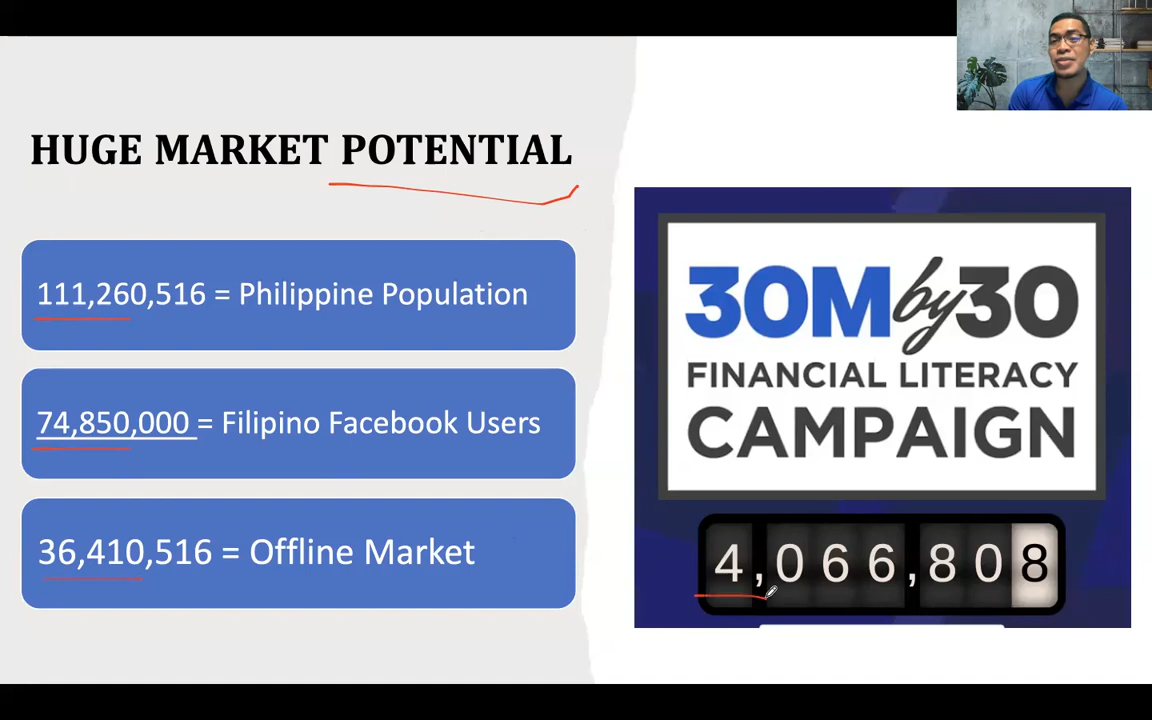 HUGE MARKET POTENTIAL
111,260,516 = Philippine Population
74,850,000 = Filipino Facebook Users
36,410,516 = Offline Market
30M by 30
FINANCIAL LITERACY
CAMPAIGN
4,066,808